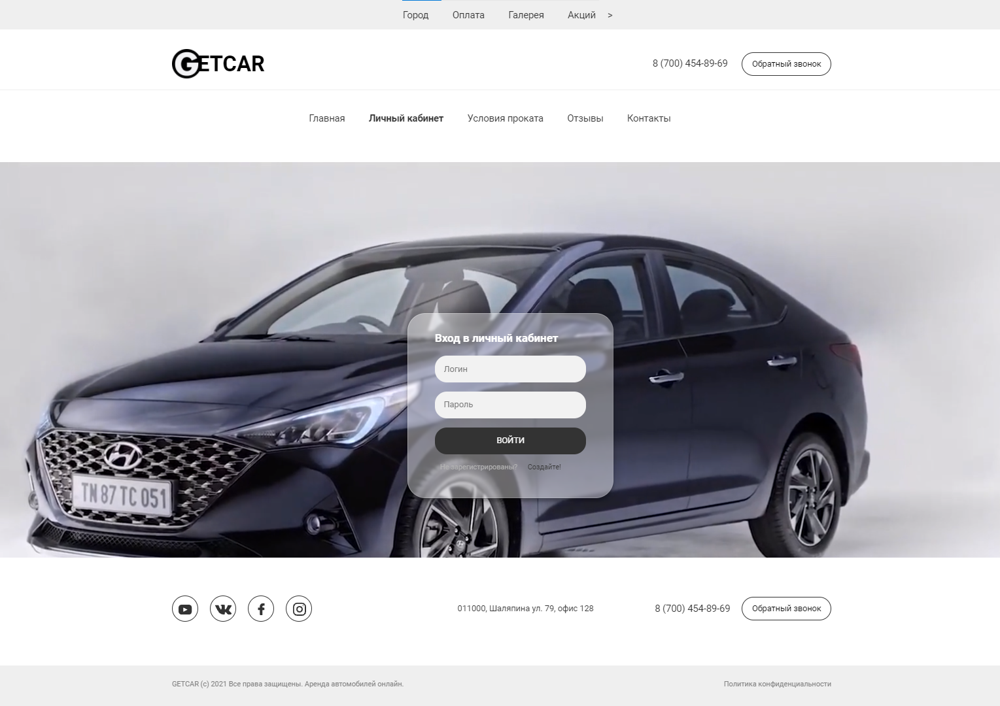 Город Оплата Галерея Акций >
GETCAR
8 (700) 454-89-69 Обратный звонок
Главная Личный кабинет Условия проката Отзывы Контакты
Вход в личный кабинет
Логин
Пароль
ВОЙТИ
Не зарегистрированы? Создайте!
TN 87 TC 051
011000, Шаляпина ул. 79, офис 128
8 (700) 454-89-69 Обратный звонок
GETCAR (c) 2021 Все права защищены. Аренда автомобилей онлайн.
Политика конфиденциальности